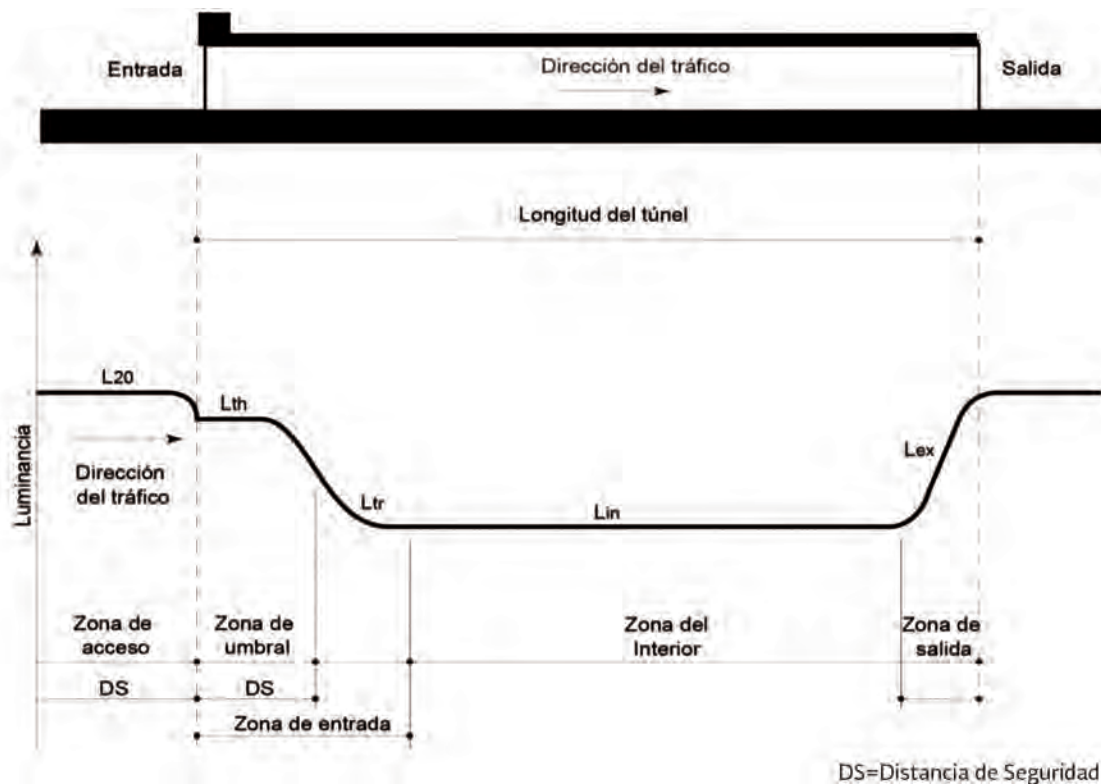 Entrada
Dirección del tráfico
Salida
Longitud del túnel
Luminancia
L20
Lth
Dirección
del tráfico
Ltr
Lin
Lex
Zona de
acceso
Zona de
umbral
Zona del
Interior
Zona de
salida
DS
DS
Zona de entrada
DS=Distancia de Seguridad